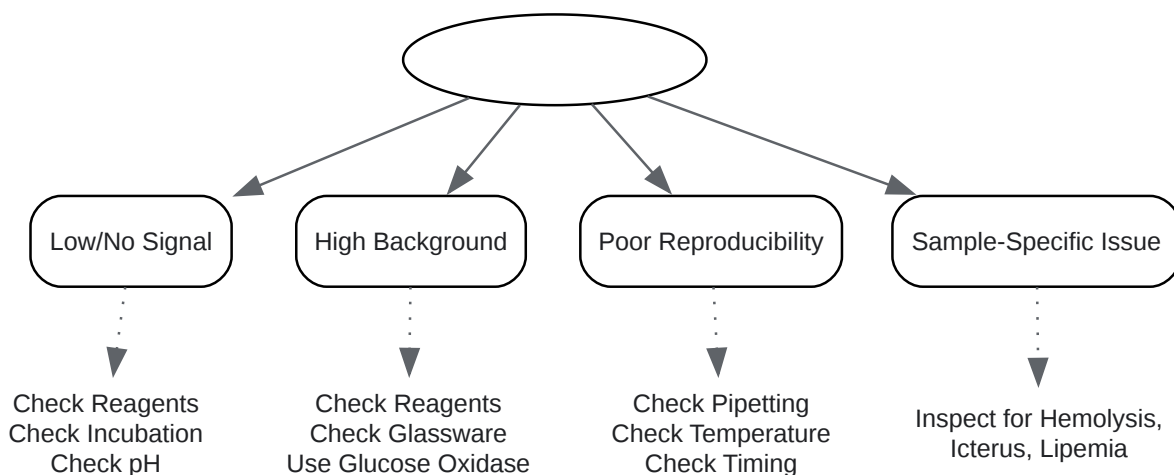 Low/No Signal
High Background
Poor Reproducibility
Sample-Specific Issue
Check Reagents
Check Incubation
Check pH
Check Reagents
Check Glassware
Use Glucose Oxidase
Check Pipetting
Check Temperature
Check Timing
Inspect for Hemolysis,
Icterus, Lipemia